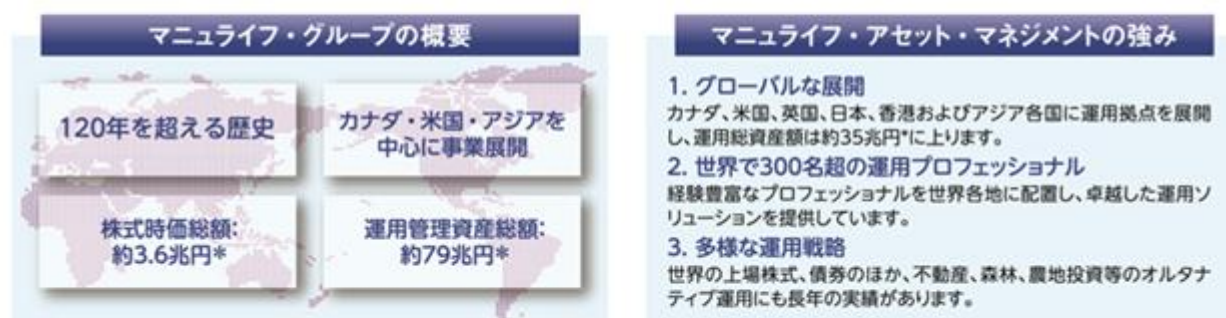 マニュライフ・グループの概要
120年を超える歴史
カナダ・米国・アジアを
中心に事業展開
株式時価総額:
約3.6兆円*
運用管理資産総額:
約79兆円*
マニュライフ・アセット・マネジメントの強み
1. グローバルな展開
カナダ、米国、英国、日本、香港およびアジア各国に運用拠点を展開
し、運用総資産額は約35兆円*に上ります。
2. 世界で300名超の運用プロフェッショナル
経験豊富なプロフェッショナルを世界各地に配置し、卓越した運用ソ
リューションを提供しています。
3. 多様な運用戦略
世界の上場株式、債券のほか、不動産、森林、農地投資等のオルタナ
ティブ運用にも長年の実績があります。